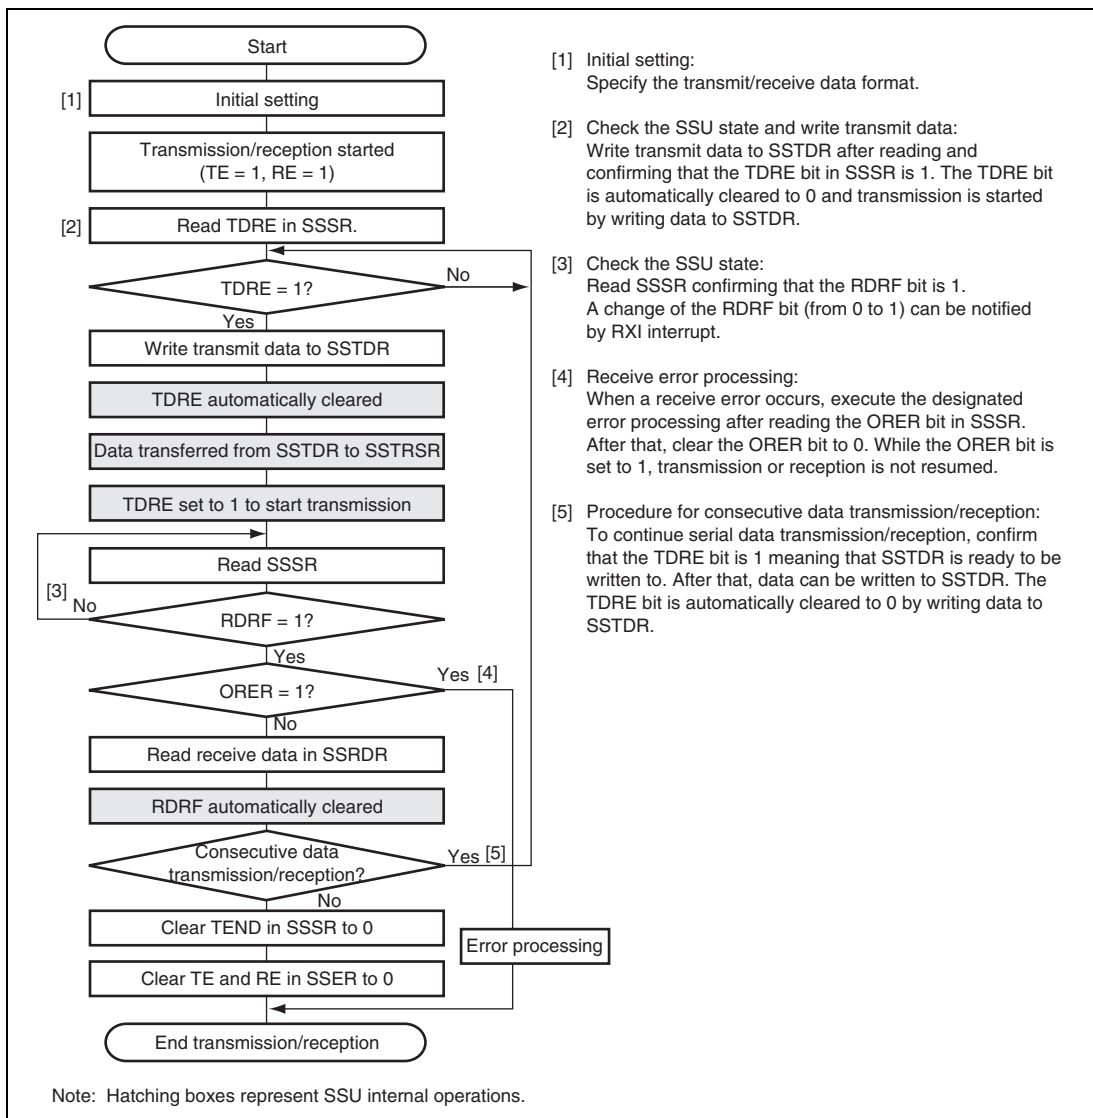 Start
[1] Initial setting
Transmission/reception started
(TE = 1, RE = 1)
[2] Read TDRE in SSSR.
TDRE = 1?
No
Yes
Write transmit data to SSTDR
TDRE automatically cleared
Data transferred from SSTDR to SSTRSR
TDRE set to 1 to start transmission
Read SSSR
[3]
No
RDRF = 1?
Yes
ORER = 1?
Yes [4]
No
Read receive data in SSRDR
RDRF automatically cleared
Consecutive data
transmission/reception?
Yes [5]
No
Clear TEND in SSSR to 0
Error processing
Clear TE and RE in SSER to 0
End transmission/reception
[1] Initial setting:
Specify the transmit/receive data format.
[2] Check the SSU state and write transmit data:
Write transmit data to SSTDR after reading and
confirming that the TDRE bit in SSSR is 1. The TDRE bit
is automatically cleared to 0 and transmission is started
by writing data to SSTDR.
[3] Check the SSU state:
Read SSSR confirming that the RDRF bit is 1.
A change of the RDRF bit (from 0 to 1) can be notified
by RXI interrupt.
[4] Receive error processing:
When a receive error occurs, execute the designated
error processing after reading the ORER bit in SSSR.
After that, clear the ORER bit to 0. While the ORER bit is
set to 1, transmission or reception is not resumed.
[5] Procedure for consecutive data transmission/reception:
To continue serial data transmission/reception, confirm
that the TDRE bit is 1 meaning that SSTDR is ready to be
written to. After that, data can be written to SSTDR. The
TDRE bit is automatically cleared to 0 by writing data to
SSTDR.
Note: Hatching boxes represent SSU internal operations.